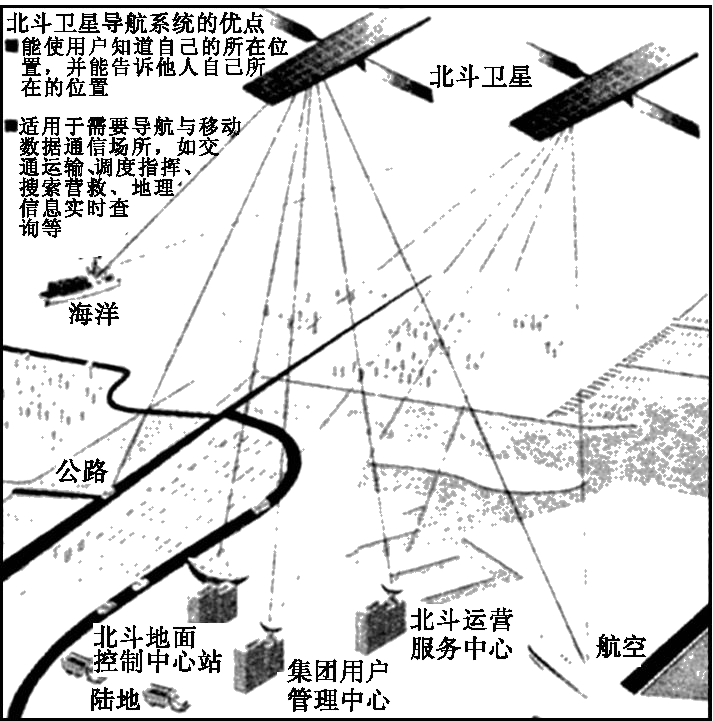 北斗卫星导航系统的优点
■能使用户知道自己的所在位
置，并能告诉他人自己所
在的位置
■适用于需要导航与移动
数据通信场所，如交
通运输、调度指挥、
搜索营救、地理
信息实时查
询等
北斗卫星
海洋
公路
北斗地面
控制中心站
陆地
集团用户
管理中心
北斗运营
服务中心
航空